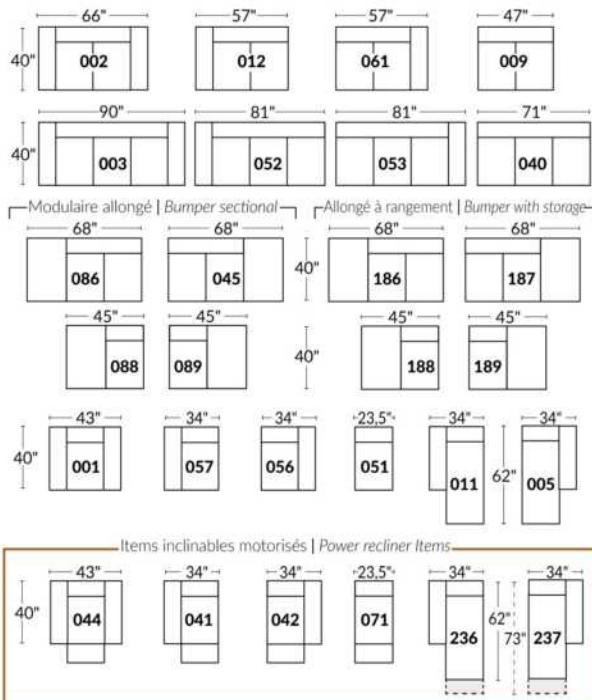 66" 57" 57" 47"
40" 002 012 061 009
90" 81" 81" 71"
40" 003 052 053 040
Modulaire allongé | Bumper sectional Allongé à rangement | Bumper with storage
68" 68" 68" 68"
086 045 40" 186 187
45" 45" 45" 45"
088 089 40" 188 189
43" 34" 34" 23,5" 34" 34"
40" 001 057 056 051 011 62" 005
Items inclinables motorisés | Power recliner Items
43" 34" 34" 23,5" 34" 34"
40" 044 041 042 071 236 62" 73" 237